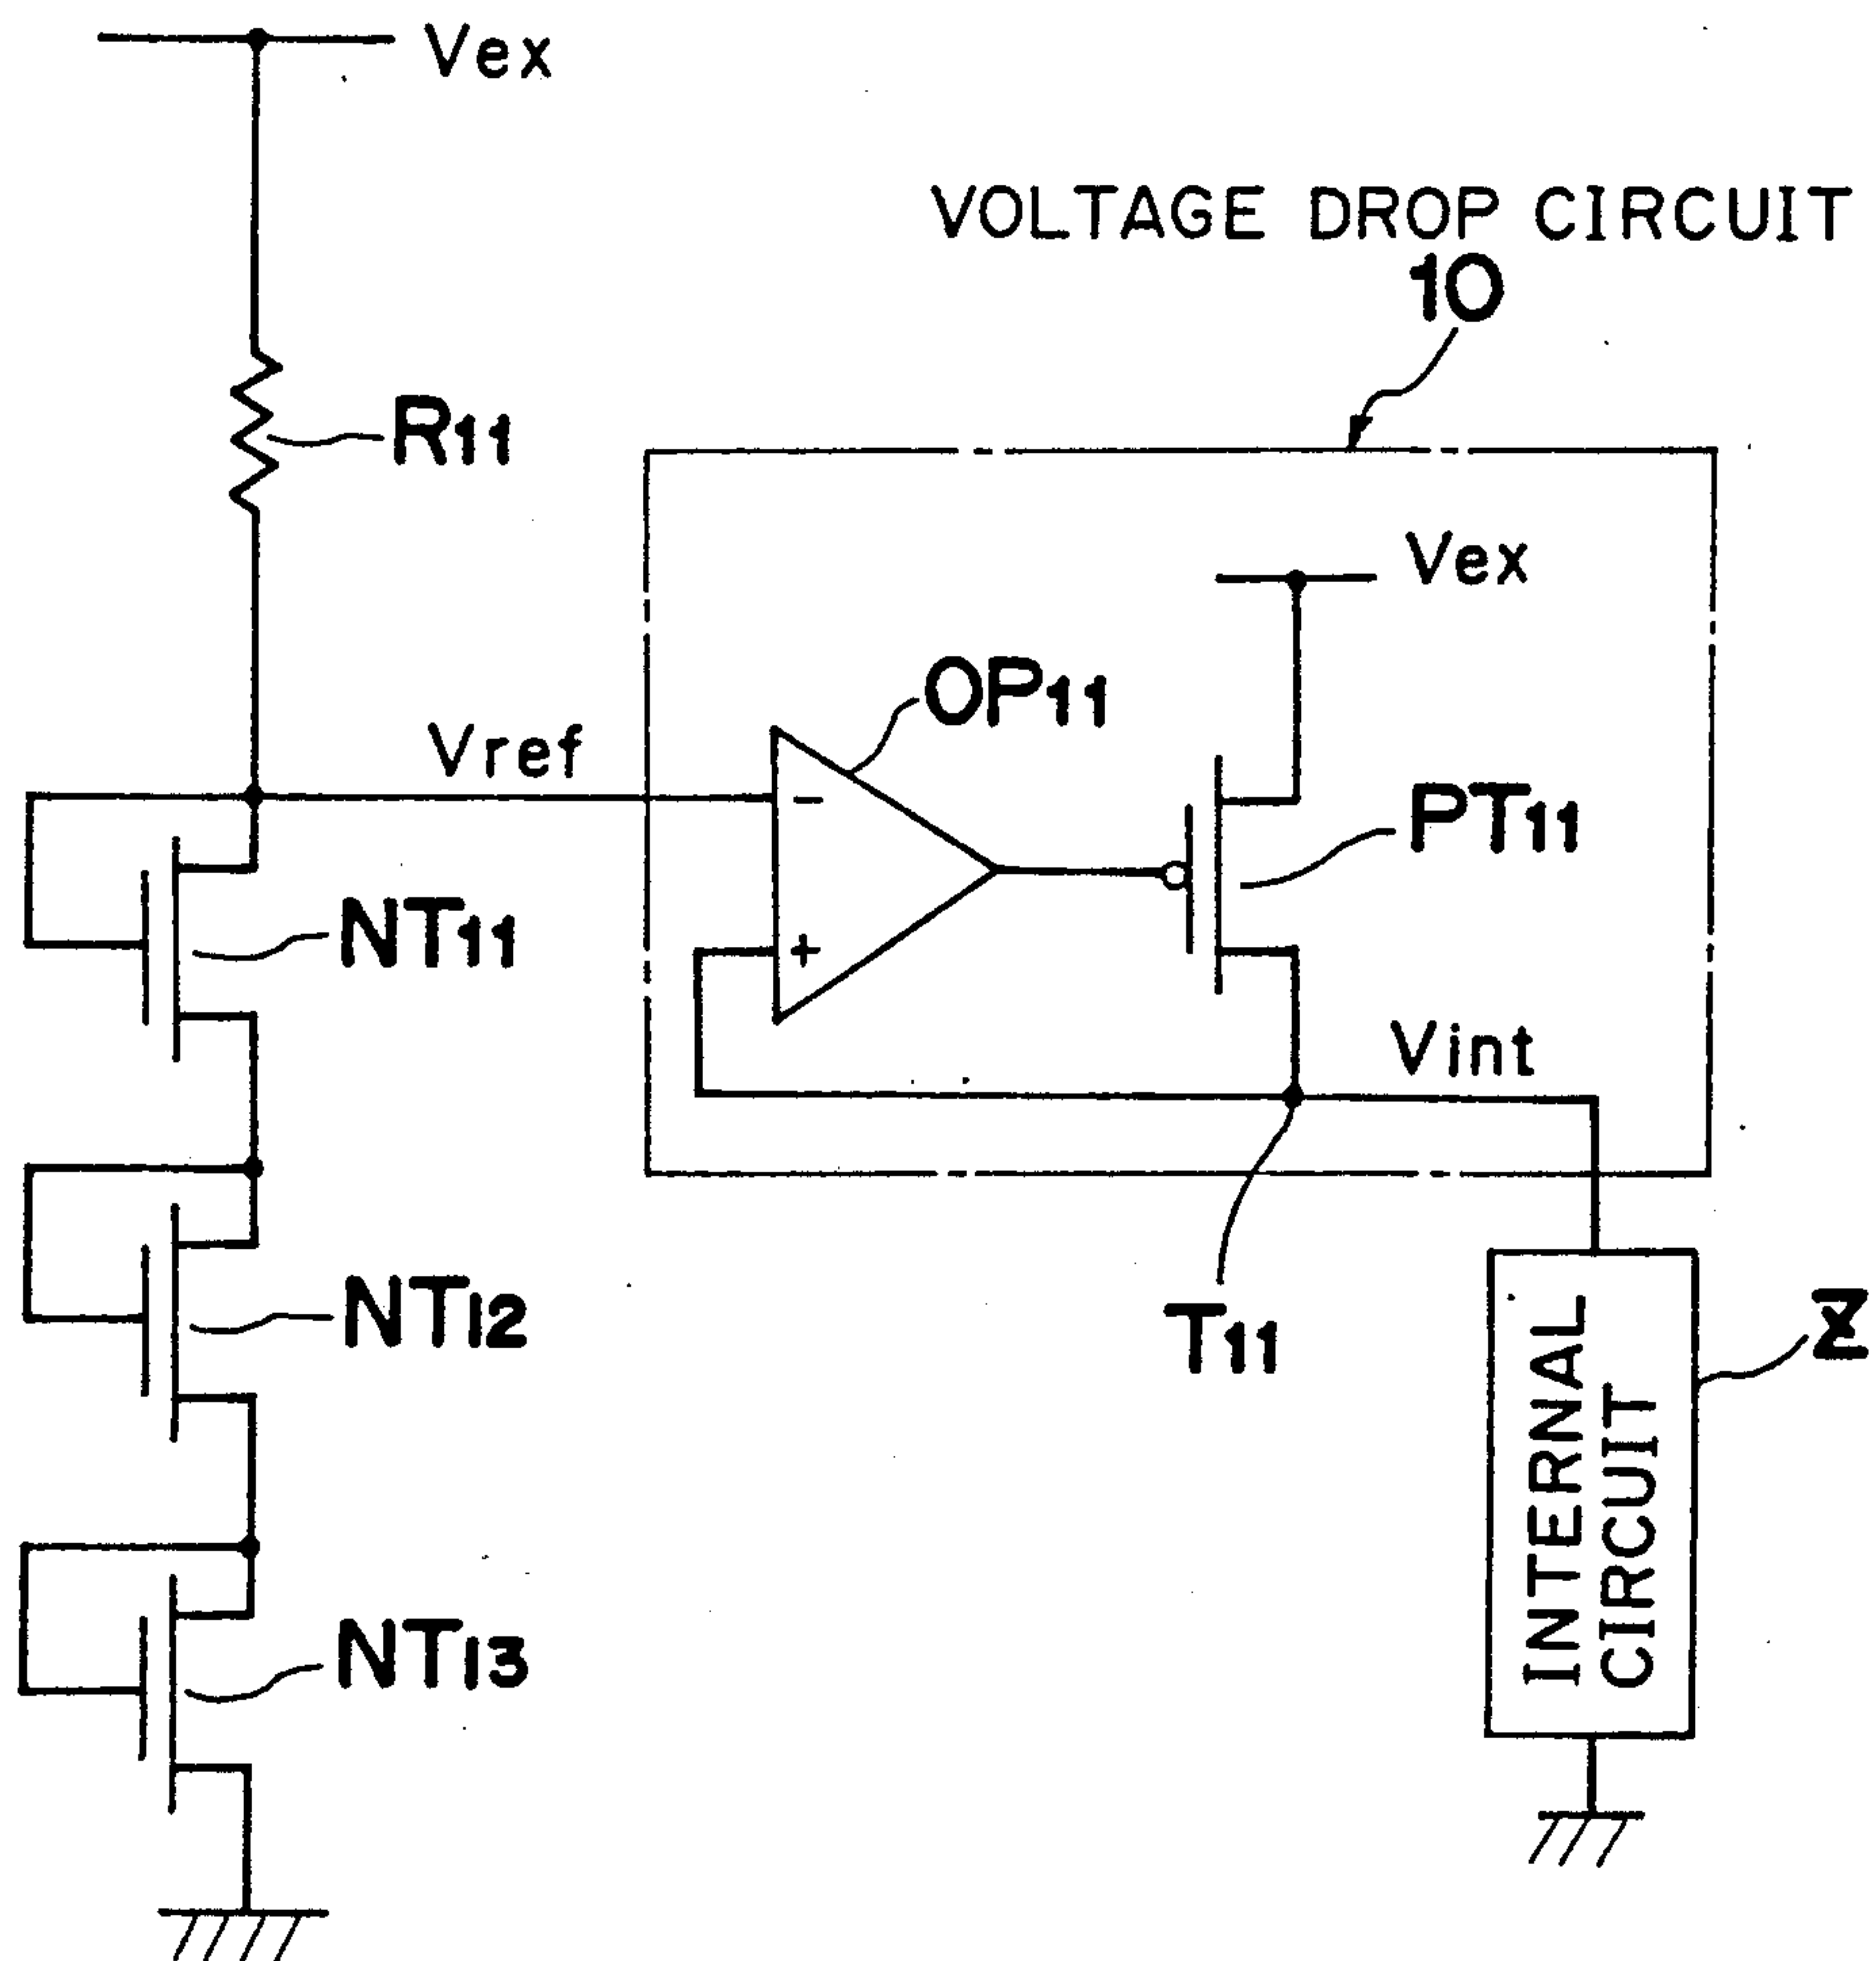 Vex
VOLTAGE DROP CIRCUIT
10
R11
Vex
OP11
Vref
-
+
PT11
NT11
Vint
NT12
T11
Z
INTERNAL
CIRCUIT
NT13